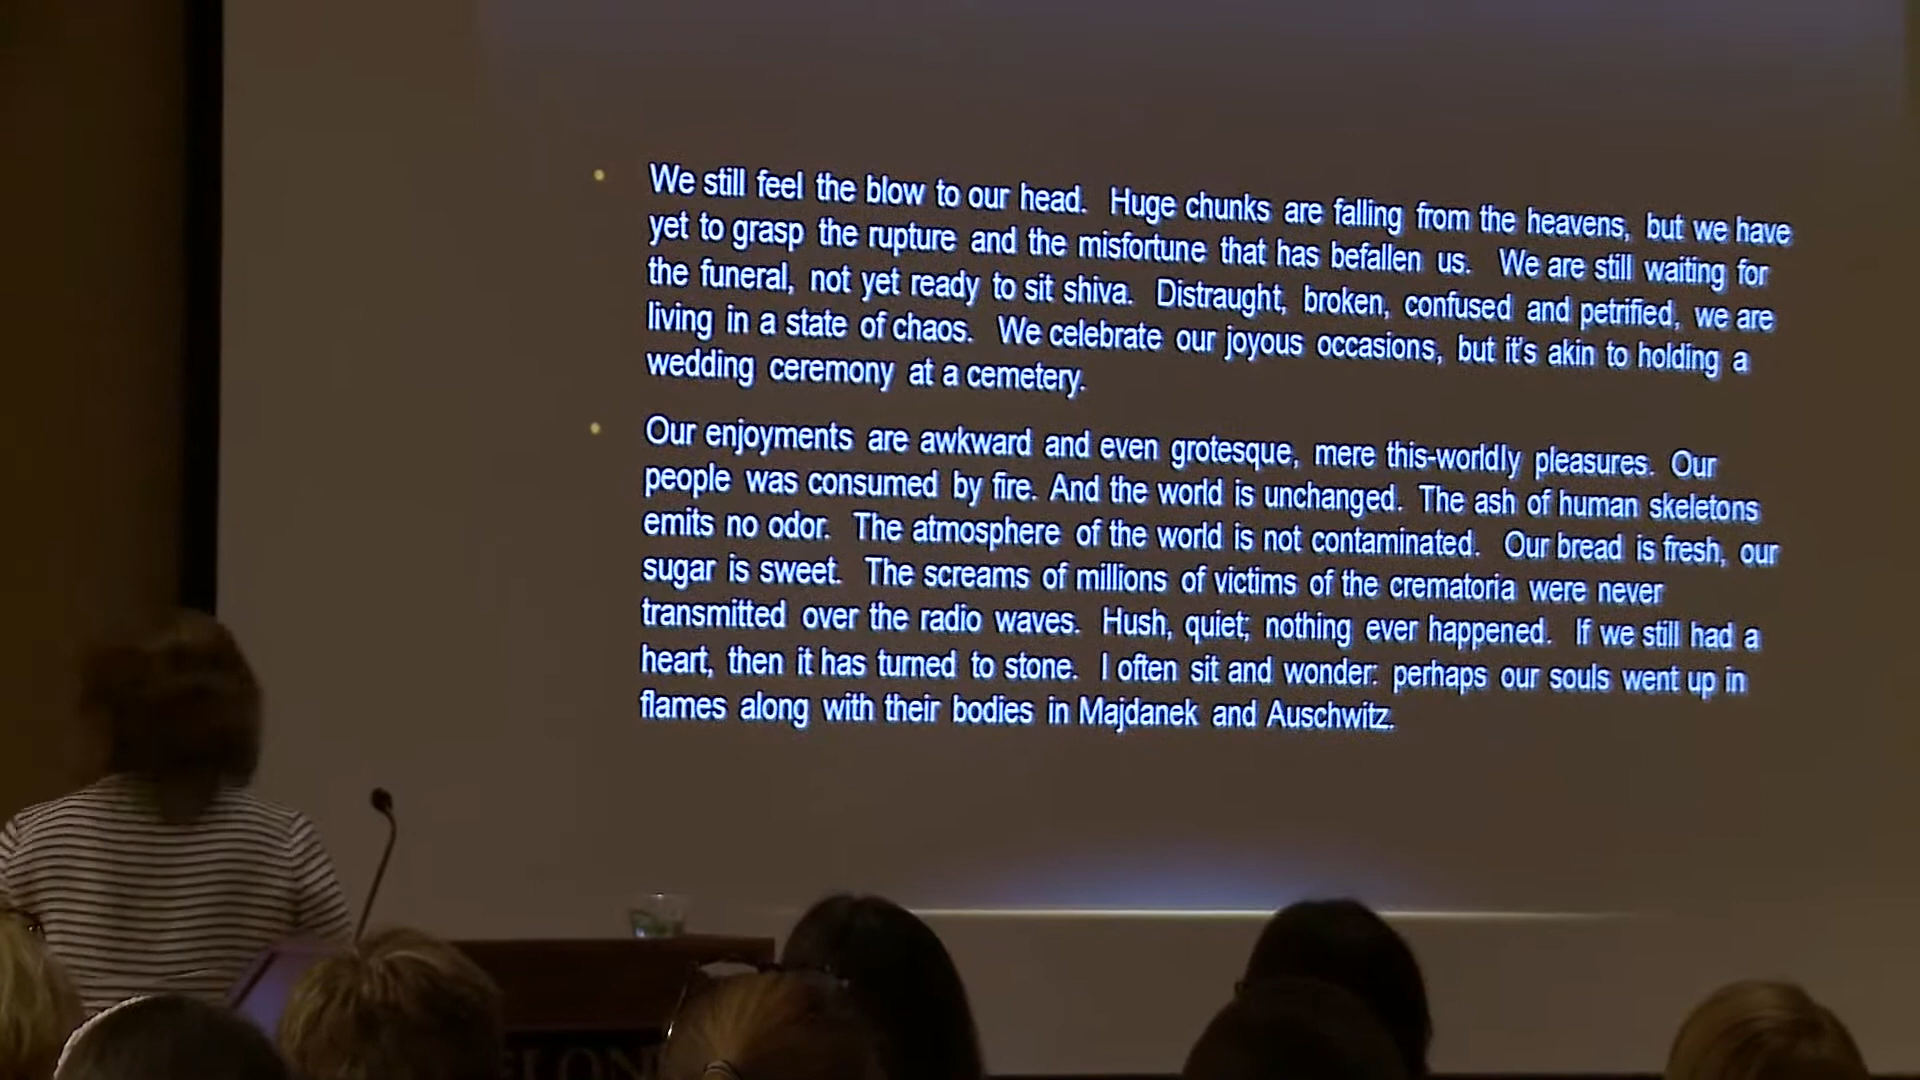 We still feel the blow to our head. Huge chunks are falling from the heavens, but we have
yet to grasp the rupture and the misfortune that has befallen us. We are still waiting for
the funeral, not yet ready to sit shiva. Distraught, broken, confused and petrified, we are
living in a state of chaos. We celebrate our joyous occasions, but it's akin to holding a
wedding ceremony at a cemetery.
Our enjoyments are awkward and even grotesque, mere this-worldly pleasures. Our
people was consumed by fire. And the world is unchanged. The ash of human skeletons
emits no odor. The atmosphere of the world is not contaminated. Our bread is fresh, our
sugar is sweet. The screams of millions of victims of the crematoria were never
transmitted over the radio waves. Hush, quiet; nothing ever happened. If we still had a
heart, then it has turned to stone. I often sit and wonder: perhaps our souls went up in
flames along with their bodies in Majdanek and Auschwitz.